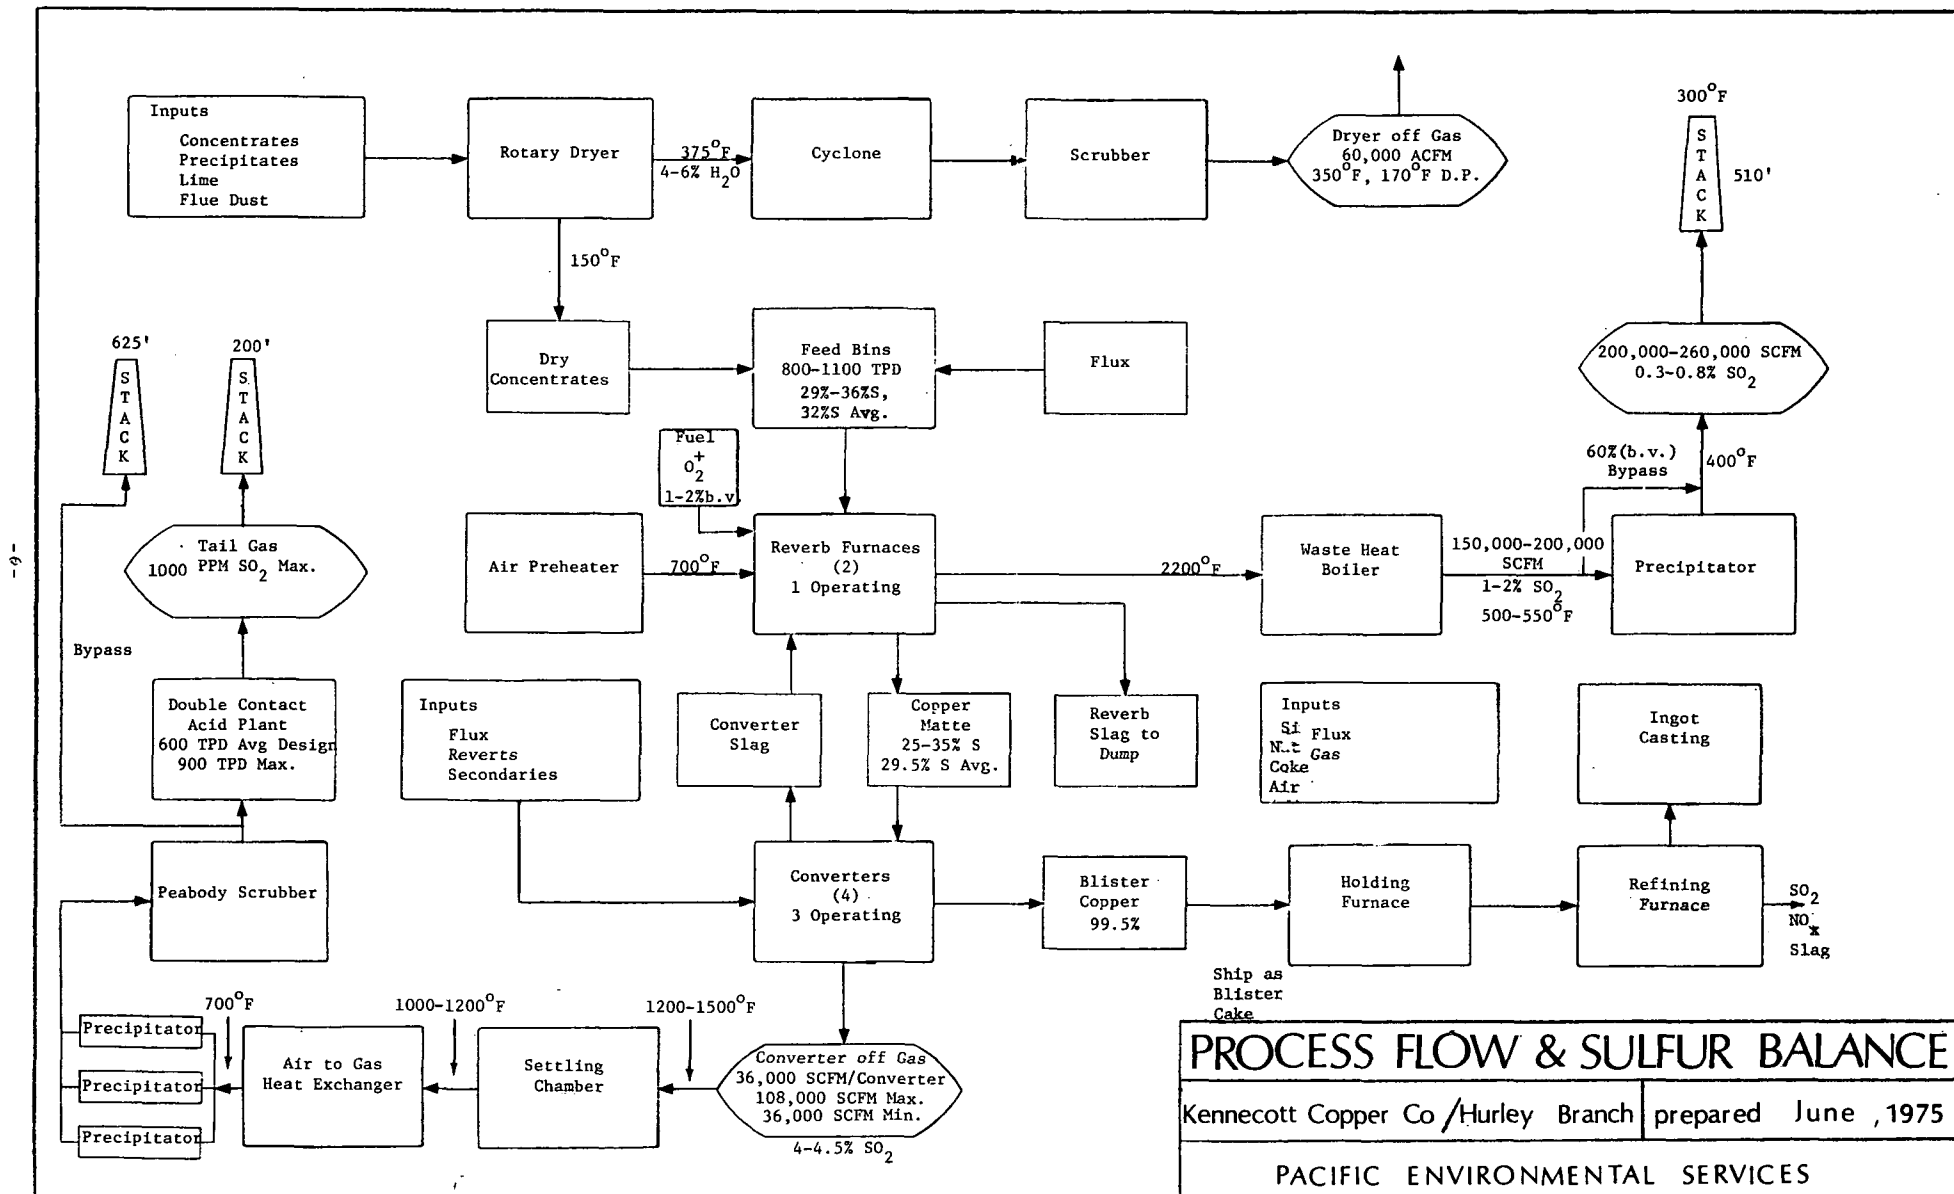 Inputs
Concentrates
Precipitates
Lime
Flue Dust
Rotary Dryer
375°F
4-6% H2O
Cyclone
Scrubber
Dryer off Gas
60,000 ACFM
350°F, 170°F D.P.
300°F
STACK
510'
150°F
Dry
Concentrates
Feed Bins
800-1100 TPD
29%-36%S,
32%S Avg.
Flux
200,000-260,000 SCFM
0.3-0.8% SO2
625'
STACK
200'
STACK
Fuel
+
O2
1-2%b.v.
60%(b.v.)
Bypass
400°F
-6-
Tail Gas
1000 PPM SO2 Max.
Air Preheater
700°F
Reverb Furnaces
(2)
1 Operating
2200°F
Waste Heat
Boiler
150,000-200,000
SCFM
1-2% SO2
500-550°F
Precipitator
Bypass
Double Contact
Acid Plant
600 TPD Avg Design
900 TPD Max.
Inputs
Flux
Reverts
Secondaries
Converter
Slag
Copper
Matte
25-35% S
29.5% S Avg.
Reverb
Slag to
Dump
Inputs
Si Flux
Gas
Coke
Air
Ingot
Casting
Peabody Scrubber
Converters
(4)
3 Operating
Blister
Copper
99.5%
Holding
Furnace
Refining
Furnace
SO2
NOx
Slag
Ship as
Blister
Cake
700°F
1000-1200°F
1200-1500°F
Precipitator
Precipitator
Precipitator
Air to Gas
Heat Exchanger
Settling
Chamber
Converter off Gas
36,000 SCFM/Converter
108,000 SCFM Max.
36,000 SCFM Min.
4-4.5% SO2
PROCESS FLOW & SULFUR BALANCE
Kennecott Copper Co/Hurley Branch
prepared June, 1975
PACIFIC ENVIRONMENTAL SERVICES